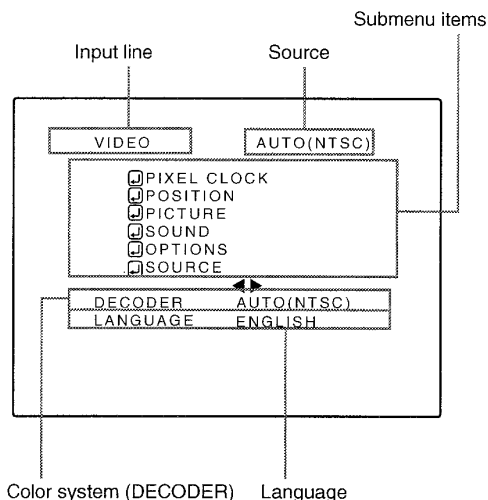 Submenu items
Input line Source
VIDEO AUTO(NTSC)
PIXEL CLOCK
POSITION
PICTURE
SOUND
OPTIONS
SOURCE
DECODER AUTO(NTSC)
LANGUAGE ENGLISH
Color system (DECODER) Language